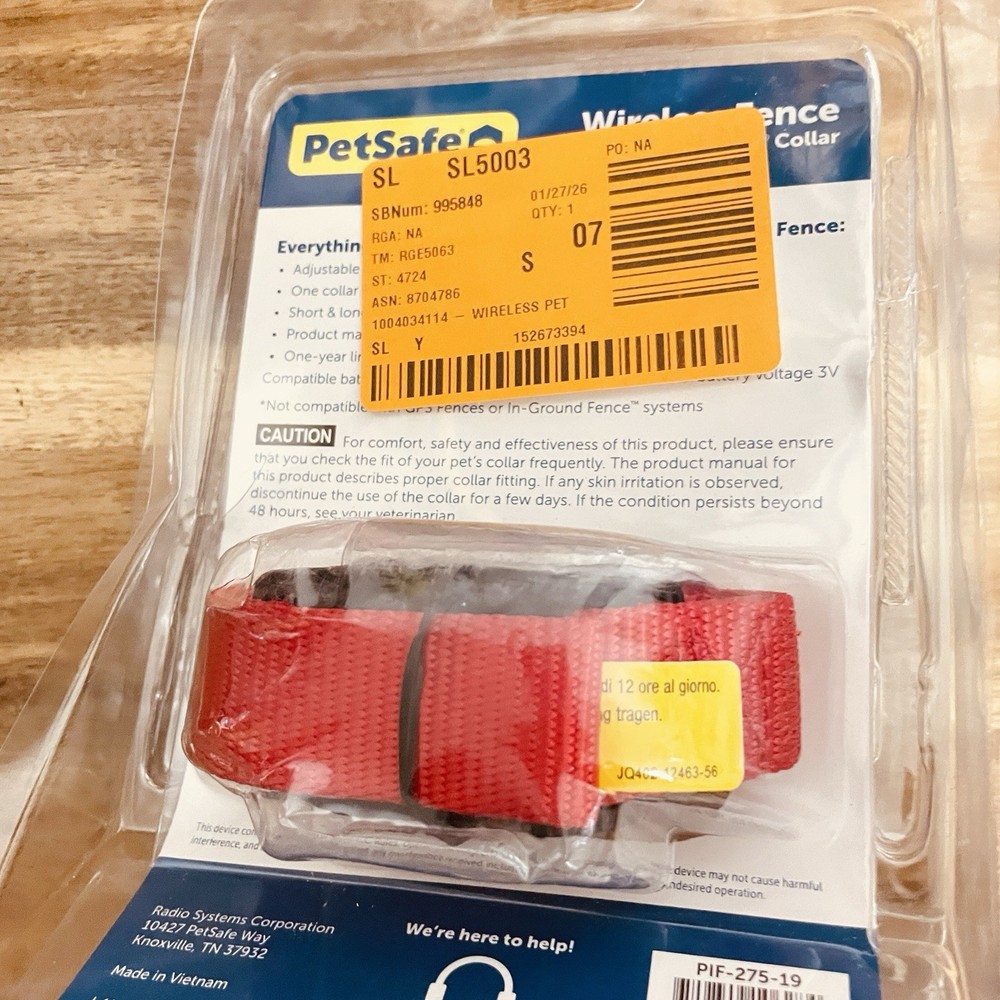 PetSafe®
Wireless Fence
Collar
SL SL5003 PO: NA
SBNum: 995848 01/27/26
RGA: NA QTY: 1
TM: RGE5063 S 07
ST: 4724
ASN: 8704786
1004034114 – WIRELESS PET
SL Y 152673394
Everythin Fence:
• Adjustable
• One collar
• Short & lon
• Product ma
• One-year li
Compatible bat voltage 3V
*Not compatible Fences or In-Ground Fence™ systems
CAUTION For comfort, safety and effectiveness of this product, please ensure
that you check the fit of your pet's collar frequently. The product manual for
this product describes proper collar fitting. If any skin irritation is observed,
discontinue the use of the collar for a few days. If the condition persists beyond
48 hours, see your veterinarian.
di 12 ore al giorno.
g tragen.
This device co
interference, and
device may not cause harmful
undesired operation.
Radio Systems Corporation
10427 PetSafe Way
Knoxville, TN 37932
Made in Vietnam
We're here to help!
PIF-275-19